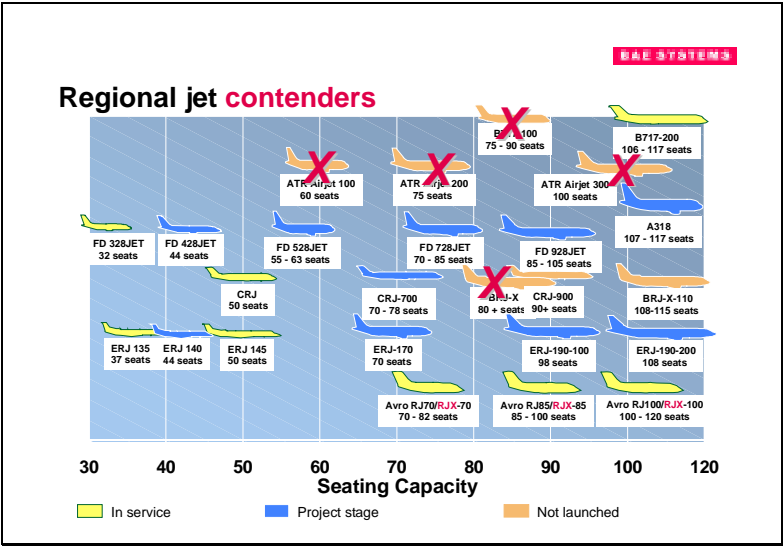 BAE SYSTEMS
Regional jet contenders
75 - 90 seats
B717-200
106 - 117 seats
ATR Airjet 100
60 seats
75 seats
ATR Airjet 300
100 seats
A318
107 - 117 seats
FD 328JET
32 seats
FD 428JET
44 seats
FD 528JET
55 - 63 seats
FD 728JET
70 - 85 seats
FD 928JET
85 - 105 seats
CRJ
50 seats
CRJ-700
70 - 78 seats
BRJ-X
80 + seats
CRJ-900
90+ seats
BRJ-X-110
108-115 seats
ERJ 135
37 seats
ERJ 140
44 seats
ERJ 145
50 seats
ERJ-170
70 seats
ERJ-190-100
98 seats
ERJ-190-200
108 seats
Avro RJ70/RJX-70
70 - 82 seats
Avro RJ85/RJX-85
85 - 100 seats
Avro RJ100/RJX-100
100 - 120 seats
30 40 50 60 70 80 90 100 120
Seating Capacity
In service
Project stage
Not launched